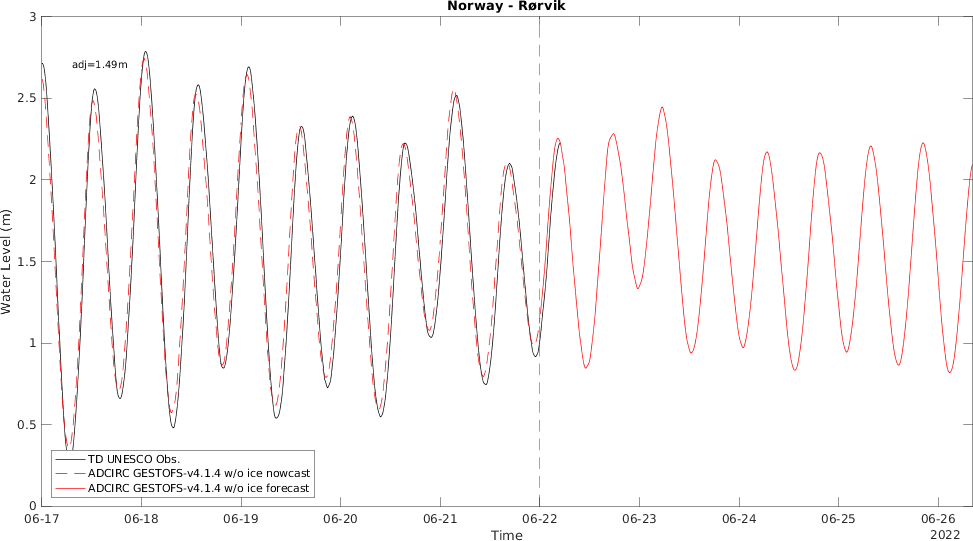 Norway - Rørvik
adj=1.49m
Water Level (m)
3
2.5
2
1.5
1
0.5
0
TD UNESCO Obs.
ADCIRC GESTOFS-v4.1.4 w/o ice nowcast
ADCIRC GESTOFS-v4.1.4 w/o ice forecast
06-17 06-18 06-19 06-20 06-21 06-22 06-23 06-24 06-25 06-26
Time
2022